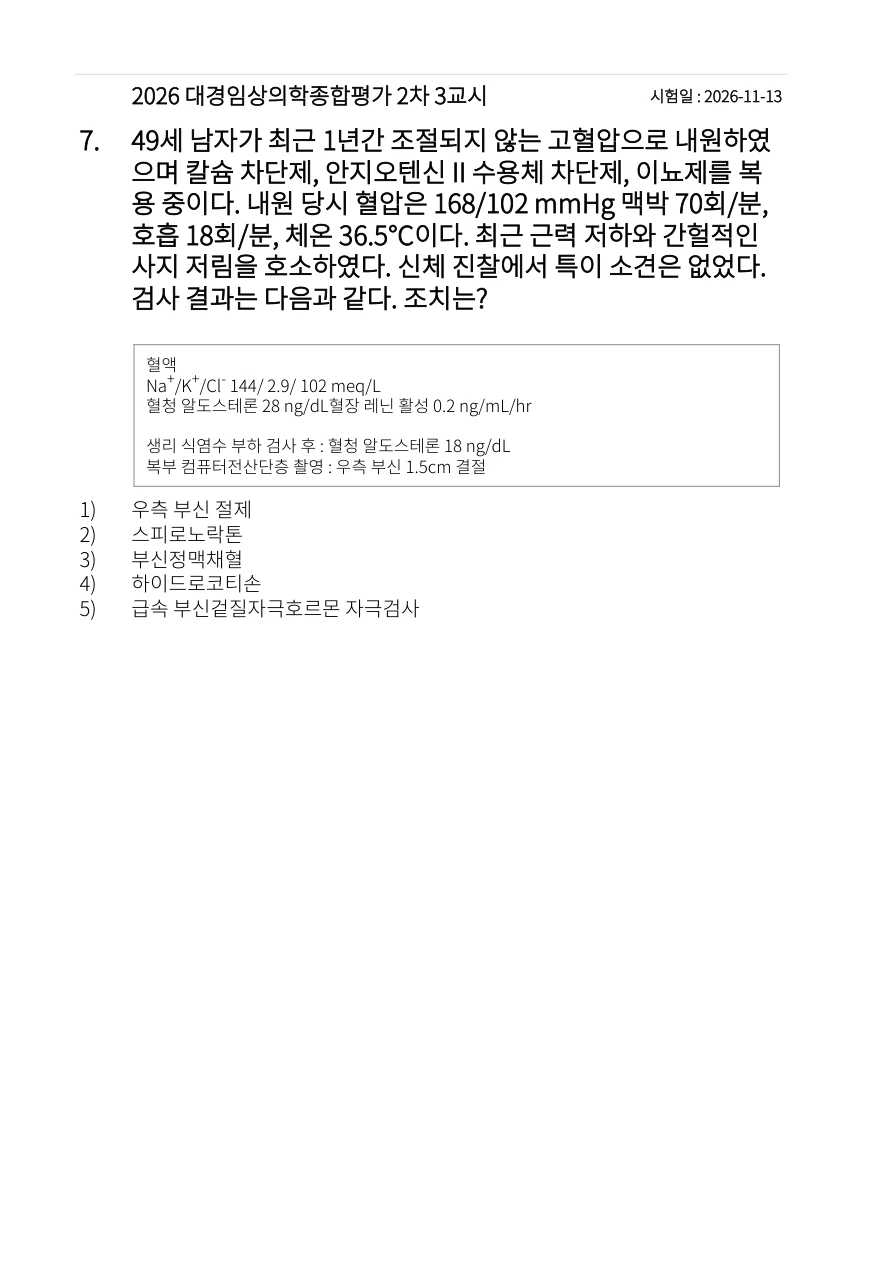 2026 대경임상의학종합평가 2차 3교시
시험일 : 2026-11-13
7. 49세 남자가 최근 1년간 조절되지 않는 고혈압으로 내원하였
으며 칼슘 차단제, 안지오텐신 II 수용체 차단제, 이뇨제를 복
용 중이다. 내원 당시 혈압은 168/102 mmHg 맥박 70회/분,
호흡 18회/분, 체온 36.5°C이다. 최근 근력 저하와 간헐적인
사지 저림을 호소하였다. 신체 진찰에서 특이 소견은 없었다.
검사 결과는 다음과 같다. 조치는?
혈액
Na⁺/K⁺/Cl⁻ 144/ 2.9/ 102 meq/L
혈청 알도스테론 28 ng/dL혈장 레닌 활성 0.2 ng/mL/hr
생리 식염수 부하 검사 후 : 혈청 알도스테론 18 ng/dL
복부 컴퓨터전산단층 촬영 : 우측 부신 1.5cm 결절
1) 우측 부신 절제
2) 스피로노락톤
3) 부신정맥채혈
4) 하이드로코티손
5) 급속 부신겉질자극호르몬 자극검사